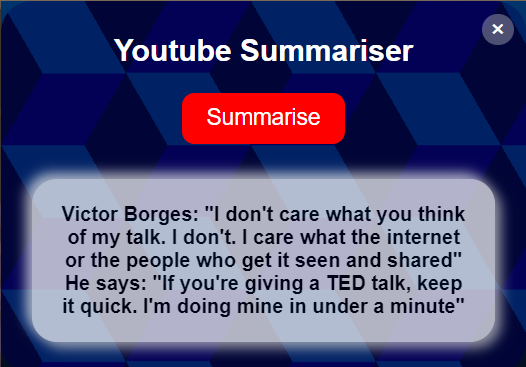 ×
Youtube Summariser
Summarise
Victor Borges: "I don't care what you think
of my talk. I don't. I care what the internet
or the people who get it seen and shared"
He says: "If you're giving a TED talk, keep
it quick. I'm doing mine in under a minute"